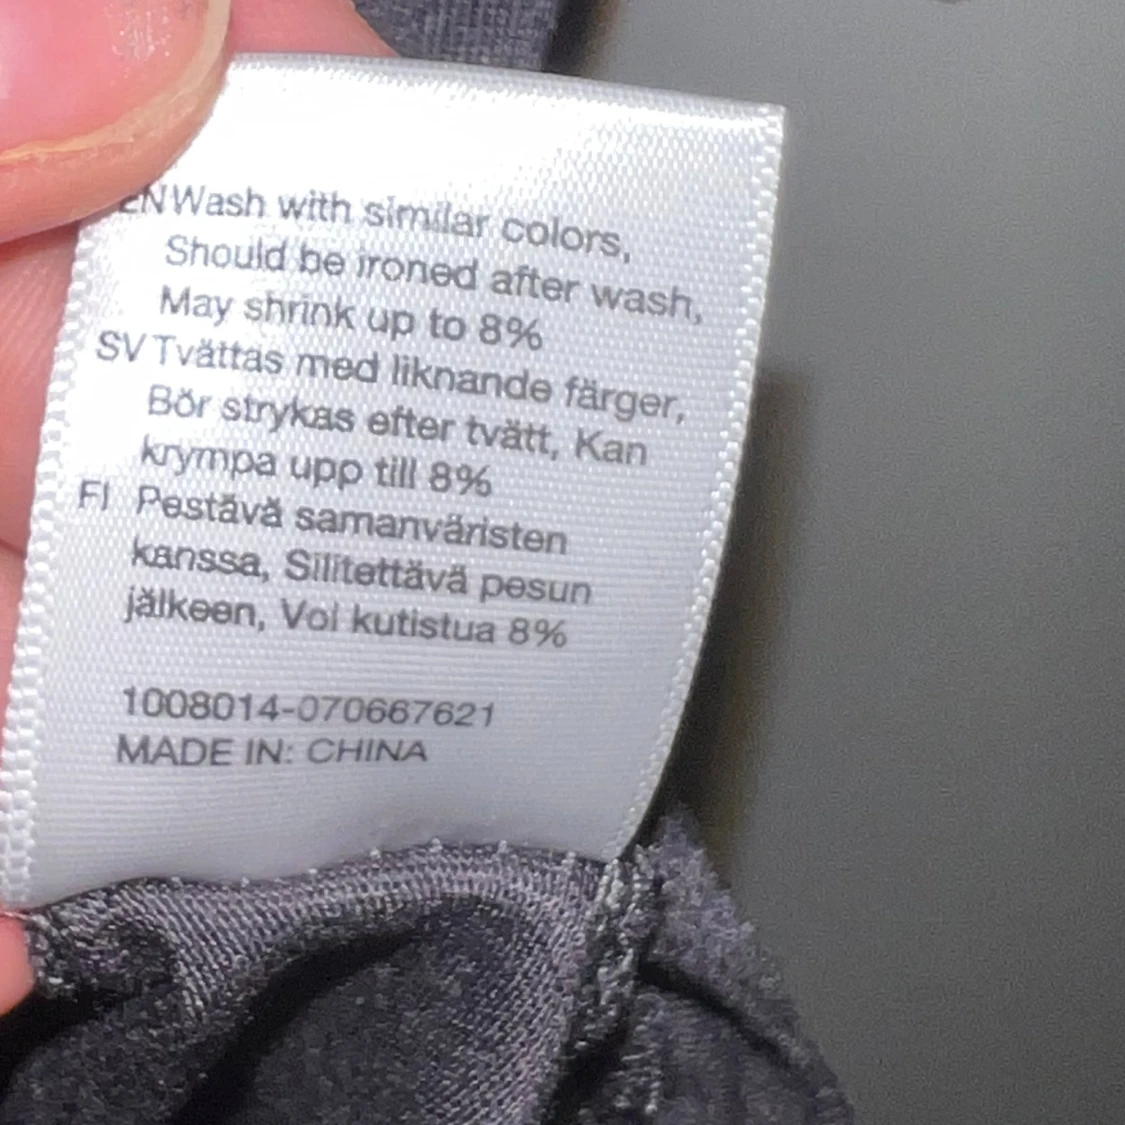 EN Wash with similar colors,
Should be ironed after wash,
May shrink up to 8%
SV Tvättas med liknande färger,
Bör strykas efter tvätt, Kan
krympa upp till 8%
FI Pestävä samanväristen
kanssa, Silitettävä pesun
jälkeen, Voi kutistua 8%
1008014-070667621
MADE IN: CHINA